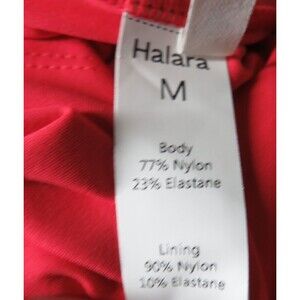 Halara
M
Body
77% Nylon
23% Elastane
Lining
90% Nylon
10% Elastane